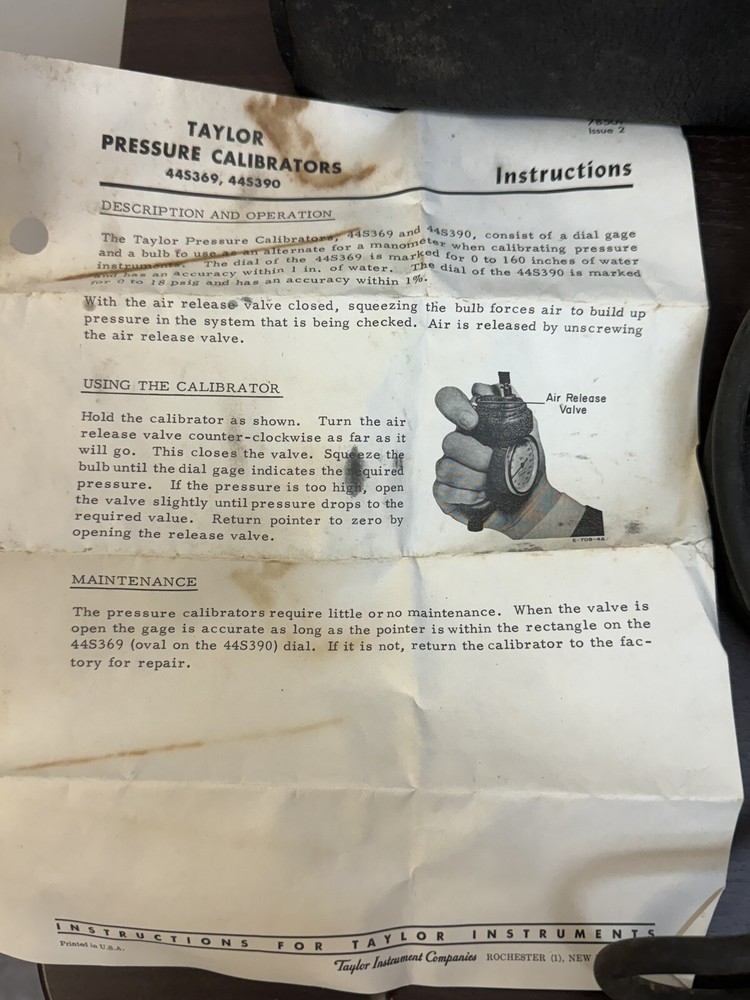 Issue 2
TAYLOR
PRESSURE CALIBRATORS
44S369, 44S390
Instructions
DESCRIPTION AND OPERATION
The Taylor Pressure Calibrators, 44S369 and 44S390, consist of a dial gage
and a bulb to use as an alternate for a manometer when calibrating pressure
instruments. The dial of the 44S369 is marked for 0 to 160 inches of water
and has an accuracy within 1 in. of water. The dial of the 44S390 is marked
for 0 to 18 psig and has an accuracy within 1%.
With the air release valve closed, squeezing the bulb forces air to build up
pressure in the system that is being checked. Air is released by unscrewing
the air release valve.
USING THE CALIBRATOR
Hold the calibrator as shown. Turn the air
release valve counter-clockwise as far as it
will go. This closes the valve. Squeeze the
bulb until the dial gage indicates the required
pressure. If the pressure is too high, open
the valve slightly until pressure drops to the
required value. Return pointer to zero by
opening the release valve.
Air Release
Valve
E-708-4A
MAINTENANCE
The pressure calibrators require little or no maintenance. When the valve is
open the gage is accurate as long as the pointer is within the rectangle on the
44S369 (oval on the 44S390) dial. If it is not, return the calibrator to the fac-
tory for repair.
INSTRUCTIONS FOR TAYLOR INSTRUMENTS
Printed in U.S.A.
Taylor Instrument Companies ROCHESTER (1), NEW